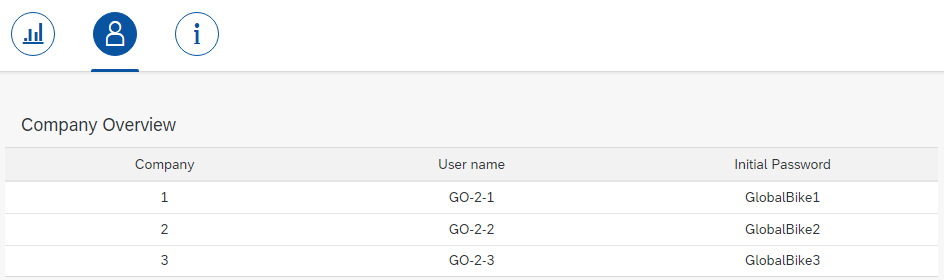 i
Company Overview
Company User name Initial Password
1 GO-2-1 GlobalBike1
2 GO-2-2 GlobalBike2
3 GO-2-3 GlobalBike3